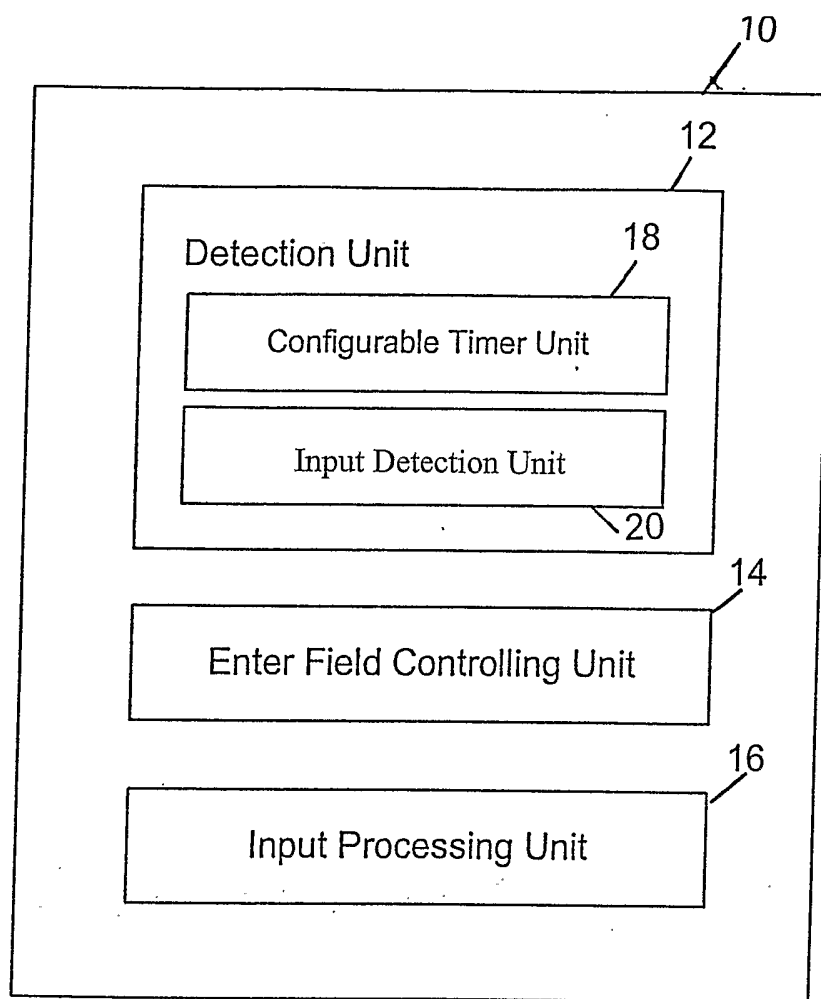 10
12
Detection Unit
18
Configurable Timer Unit
Input Detection Unit
20
14
Enter Field Controlling Unit
16
Input Processing Unit